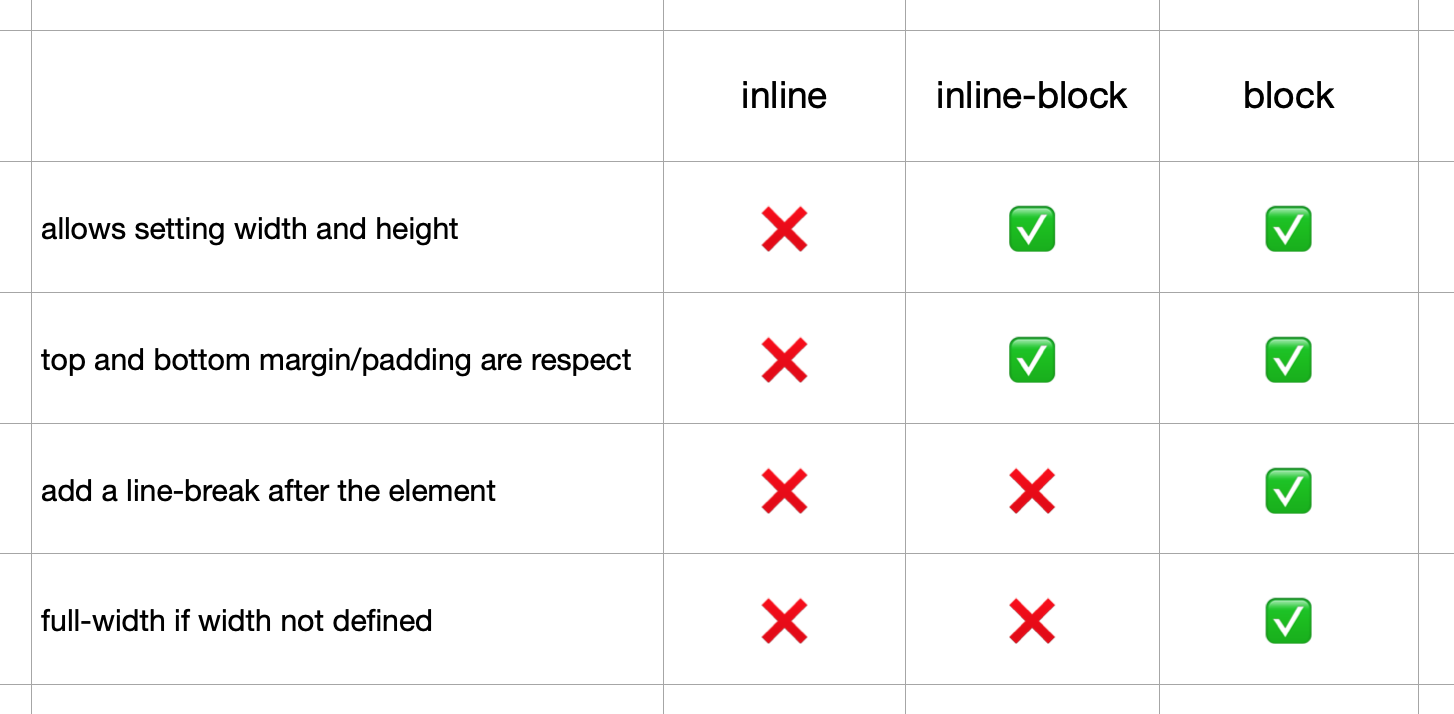 inline inline-block block
allows setting width and height ❌ ✅ ✅
top and bottom margin/padding are respect ❌ ✅ ✅
add a line-break after the element ❌ ❌ ✅
full-width if width not defined ❌ ❌ ✅